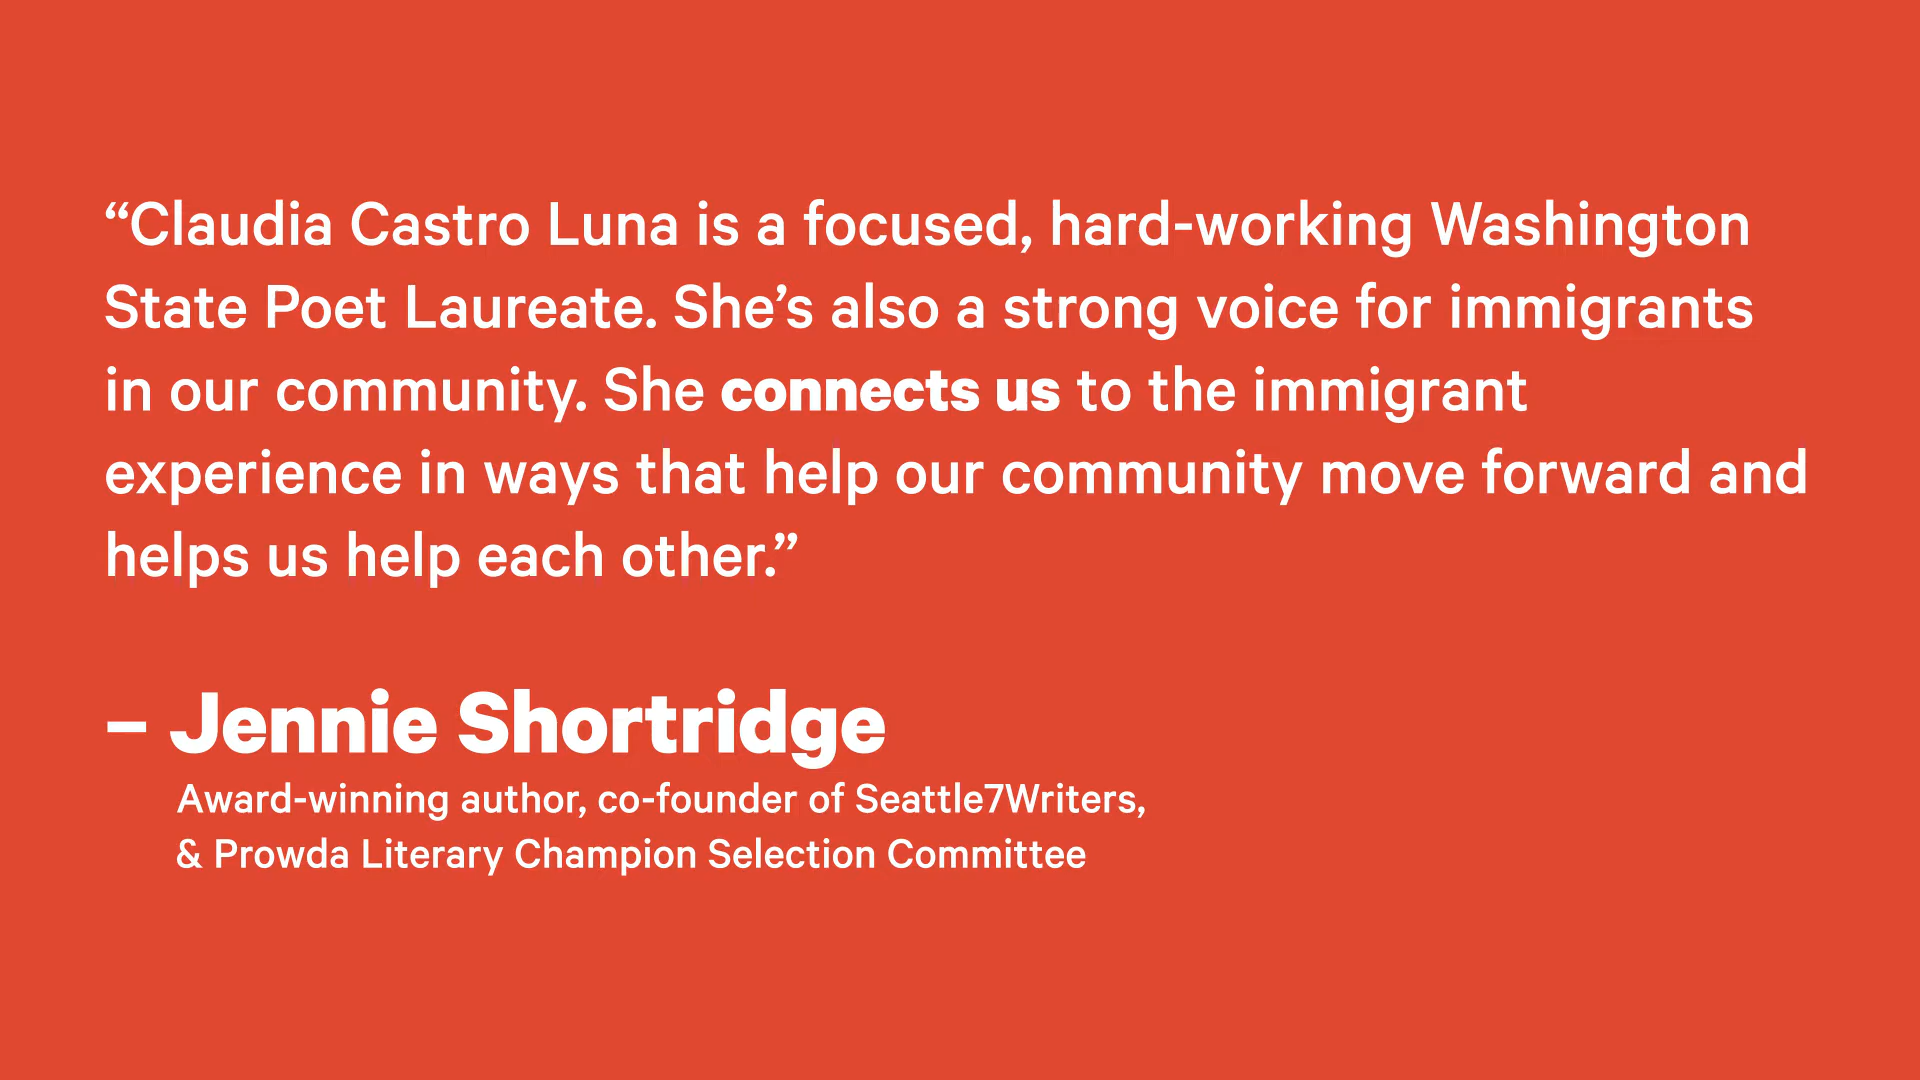 “Claudia Castro Luna is a focused, hard-working Washington
State Poet Laureate. She’s also a strong voice for immigrants
in our community. She connects us to the immigrant
experience in ways that help our community move forward and
helps us help each other.”
– Jennie Shortridge
Award-winning author, co-founder of Seattle7Writers,
& Prowda Literary Champion Selection Committee